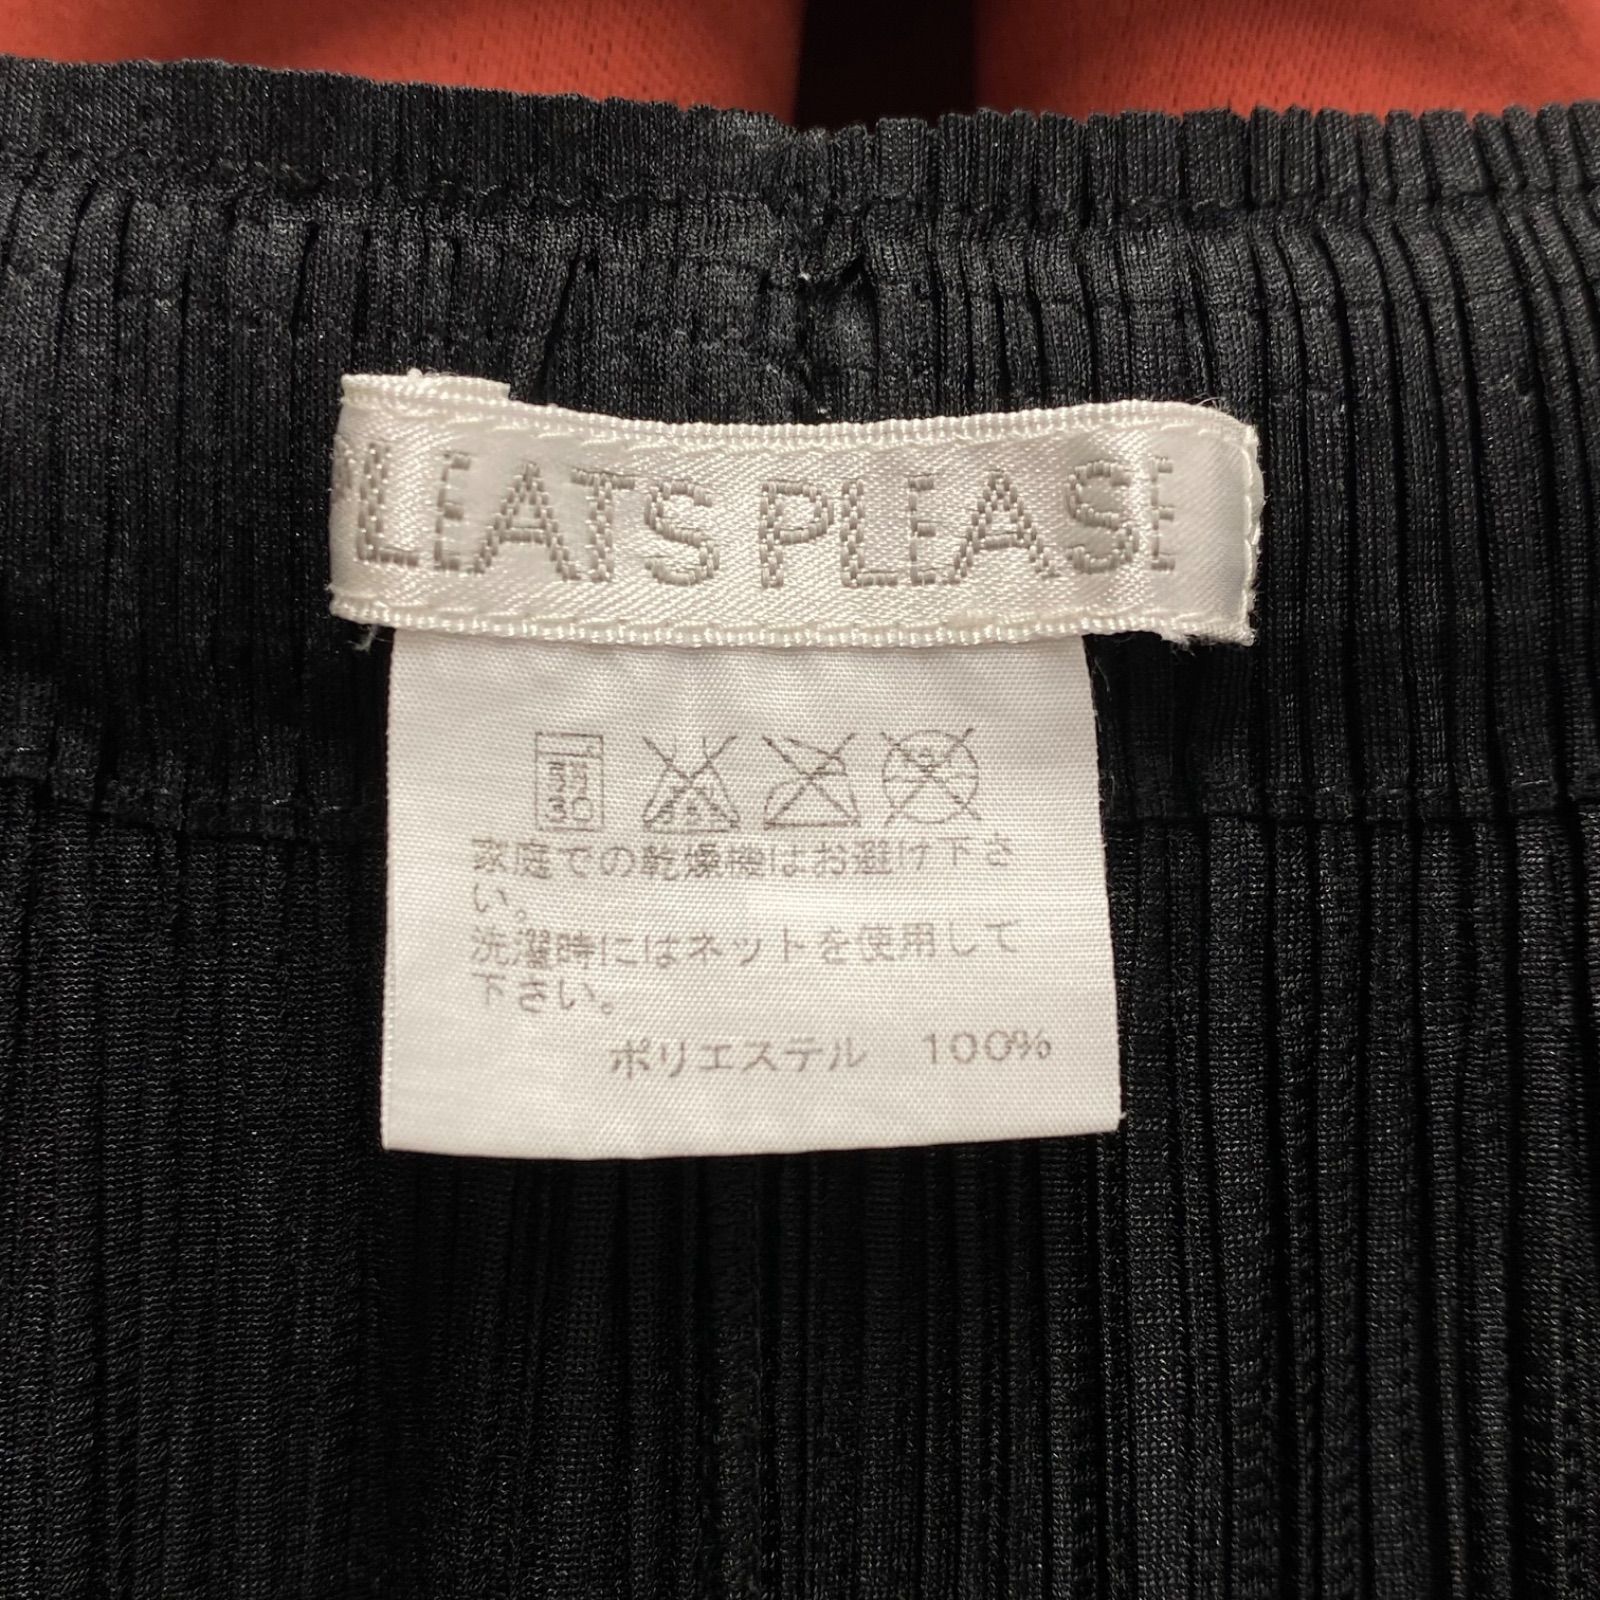 PLEATS PLEASE
30
家庭での乾燥機はお避け下さ
い。
洗濯時にはネットを使用して
下さい。
ポリエステル 100%